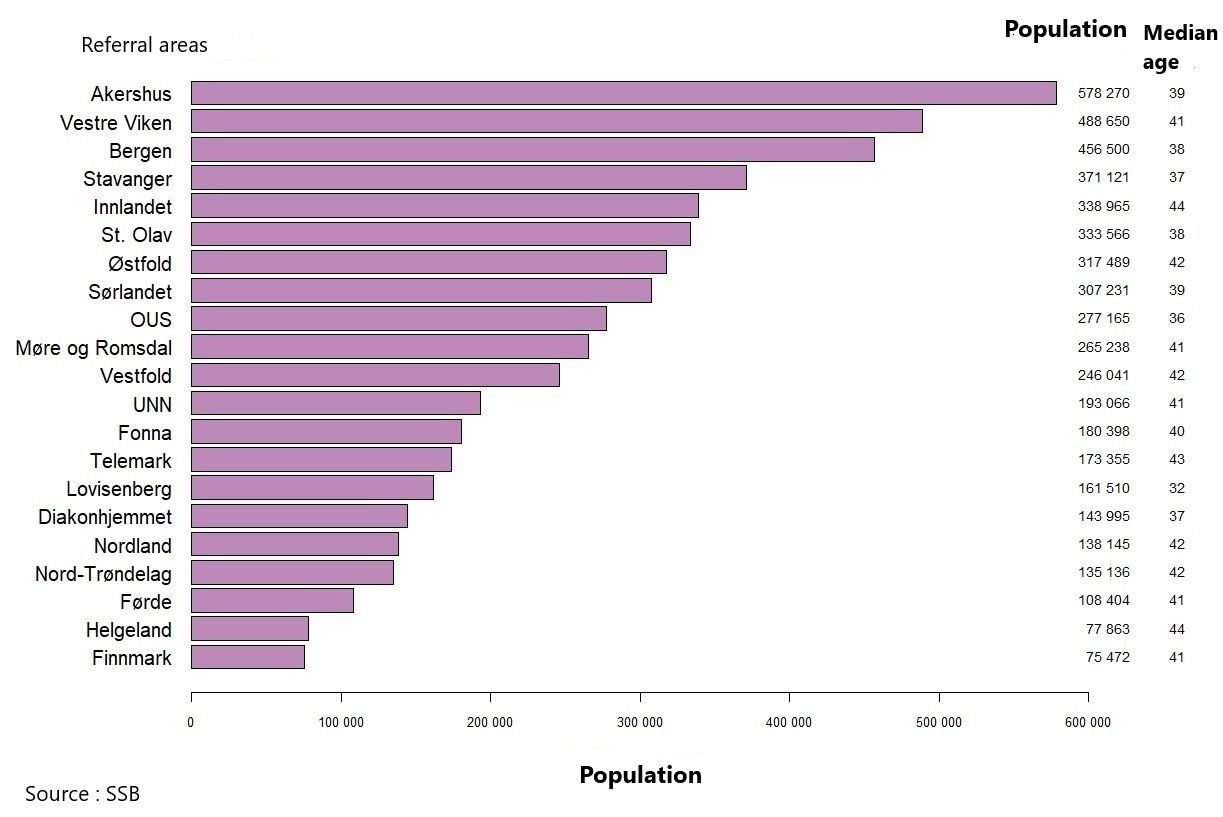 Population Median
age
Referral areas
Akershus 578 270 39
Vestre Viken 488 650 41
Bergen 456 500 38
Stavanger 371 121 37
Innlandet 338 965 44
St. Olav 333 566 38
Østfold 317 489 42
Sørlandet 307 231 39
OUS 277 165 36
Møre og Romsdal 265 238 41
Vestfold 246 041 42
UNN 193 066 41
Fonna 180 398 40
Telemark 173 355 43
Lovisenberg 161 510 32
Diakonhjemmet 143 995 37
Nordland 138 145 42
Nord-Trøndelag 135 136 42
Førde 108 404 41
Helgeland 77 863 44
Finnmark 75 472 41
0 100 000 200 000 300 000 400 000 500 000 600 000
Population
Source : SSB